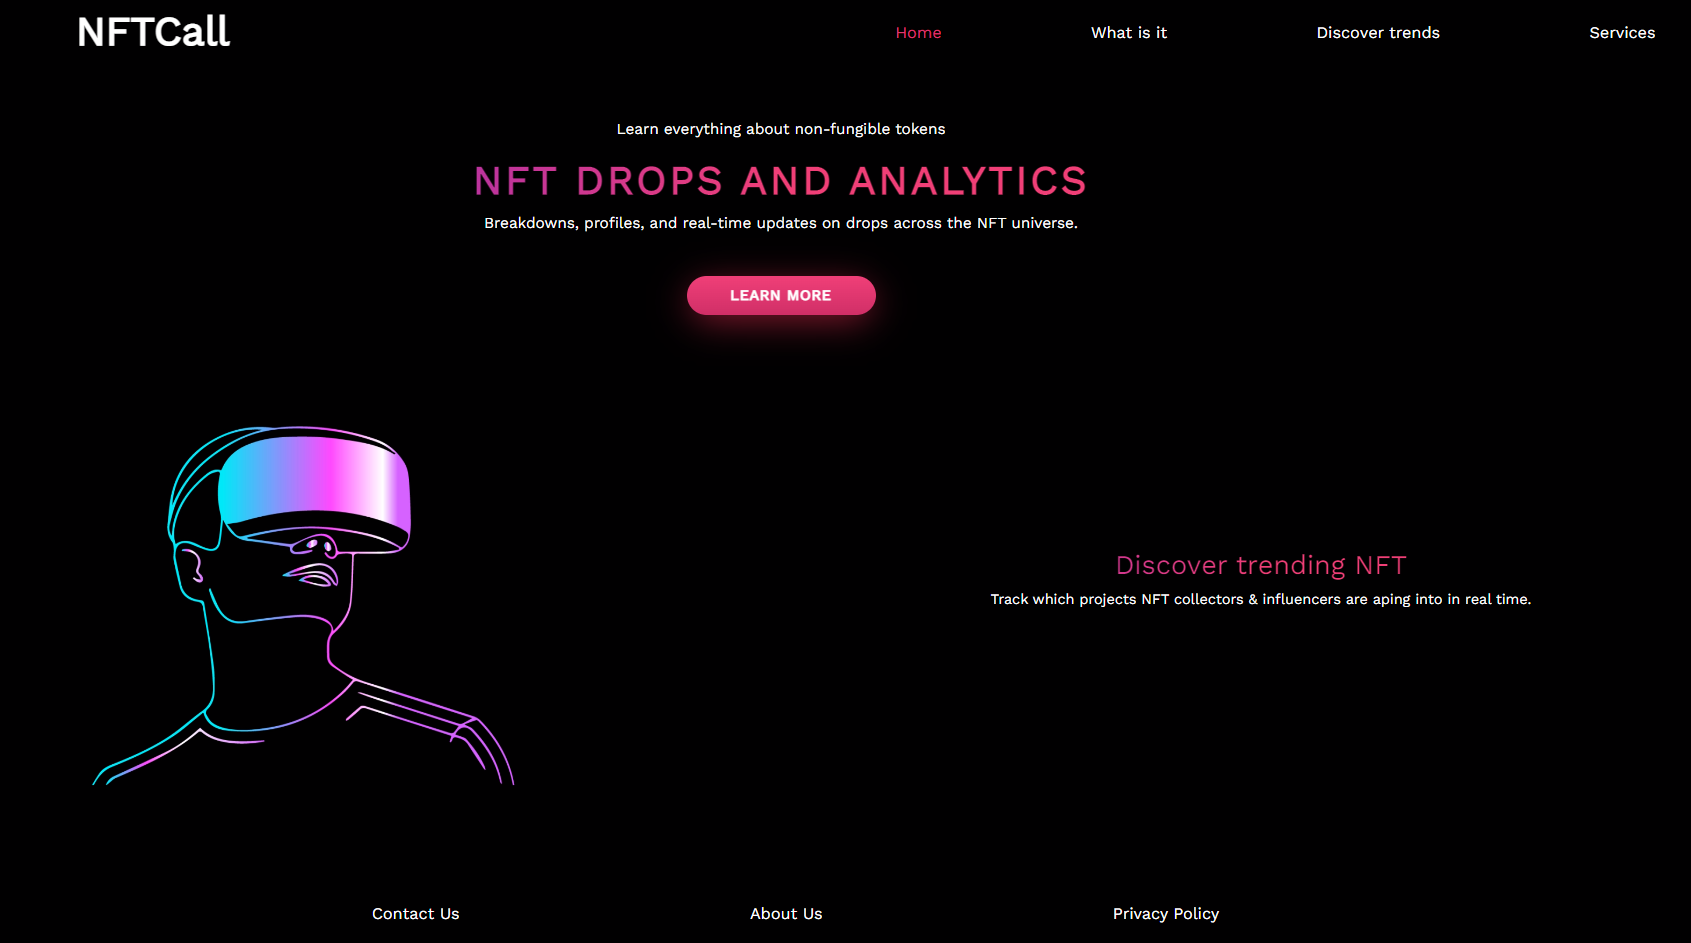 NFTCall
Home
What is it
Discover trends
Services
Learn everything about non-fungible tokens
NFT DROPS AND ANALYTICS
Breakdowns, profiles, and real-time updates on drops across the NFT universe.
LEARN MORE
Discover trending NFT
Track which projects NFT collectors & influencers are aping into in real time.
Contact Us
About Us
Privacy Policy